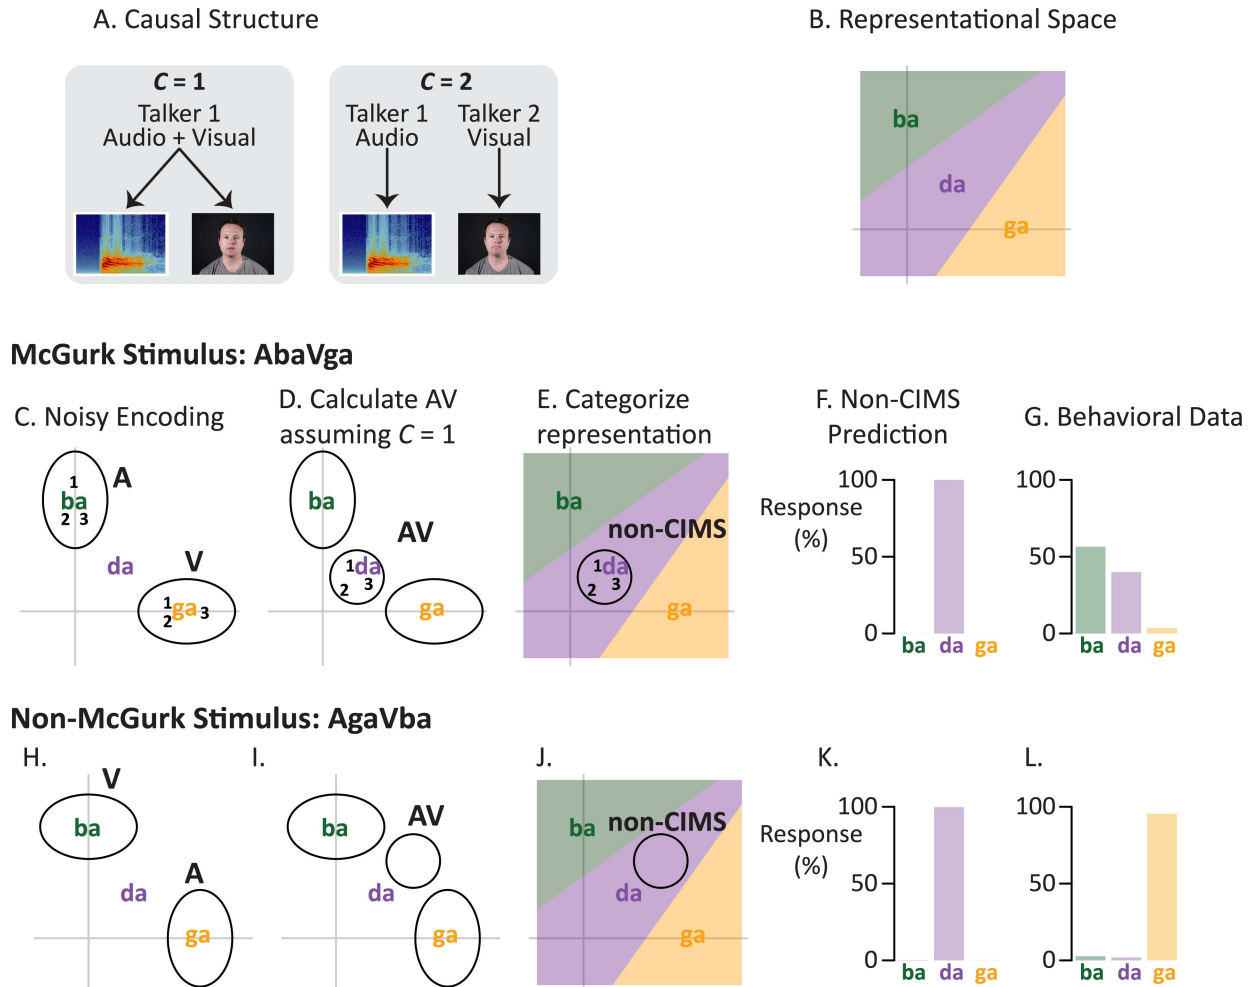 A. Causal Structure
B. Representational Space
C = 1
Talker 1
Audio + Visual
C = 2
Talker 1
Audio
Talker 2
Visual
ba
da
ga
McGurk Stimulus: AbaVga
C. Noisy Encoding
D. Calculate AV
assuming C = 1
E. Categorize
representation
F. Non-CIMS
Prediction
G. Behavioral Data
A
1
ba
2 3
da
V
1
ga 3
2
ba
AV
1 da
2 3
ga
ba
non-CIMS
1 da
2 3
ga
Response
(%)
100
50
0
ba da ga
100
50
0
ba da ga
Non-McGurk Stimulus: AgaVba
H.
V
ba
da
A
ga
I.
ba
AV
da
ga
J.
ba non-CIMS
da
ga
K.
Response
(%)
100
50
0
ba da ga
L.
100
50
0
ba da ga